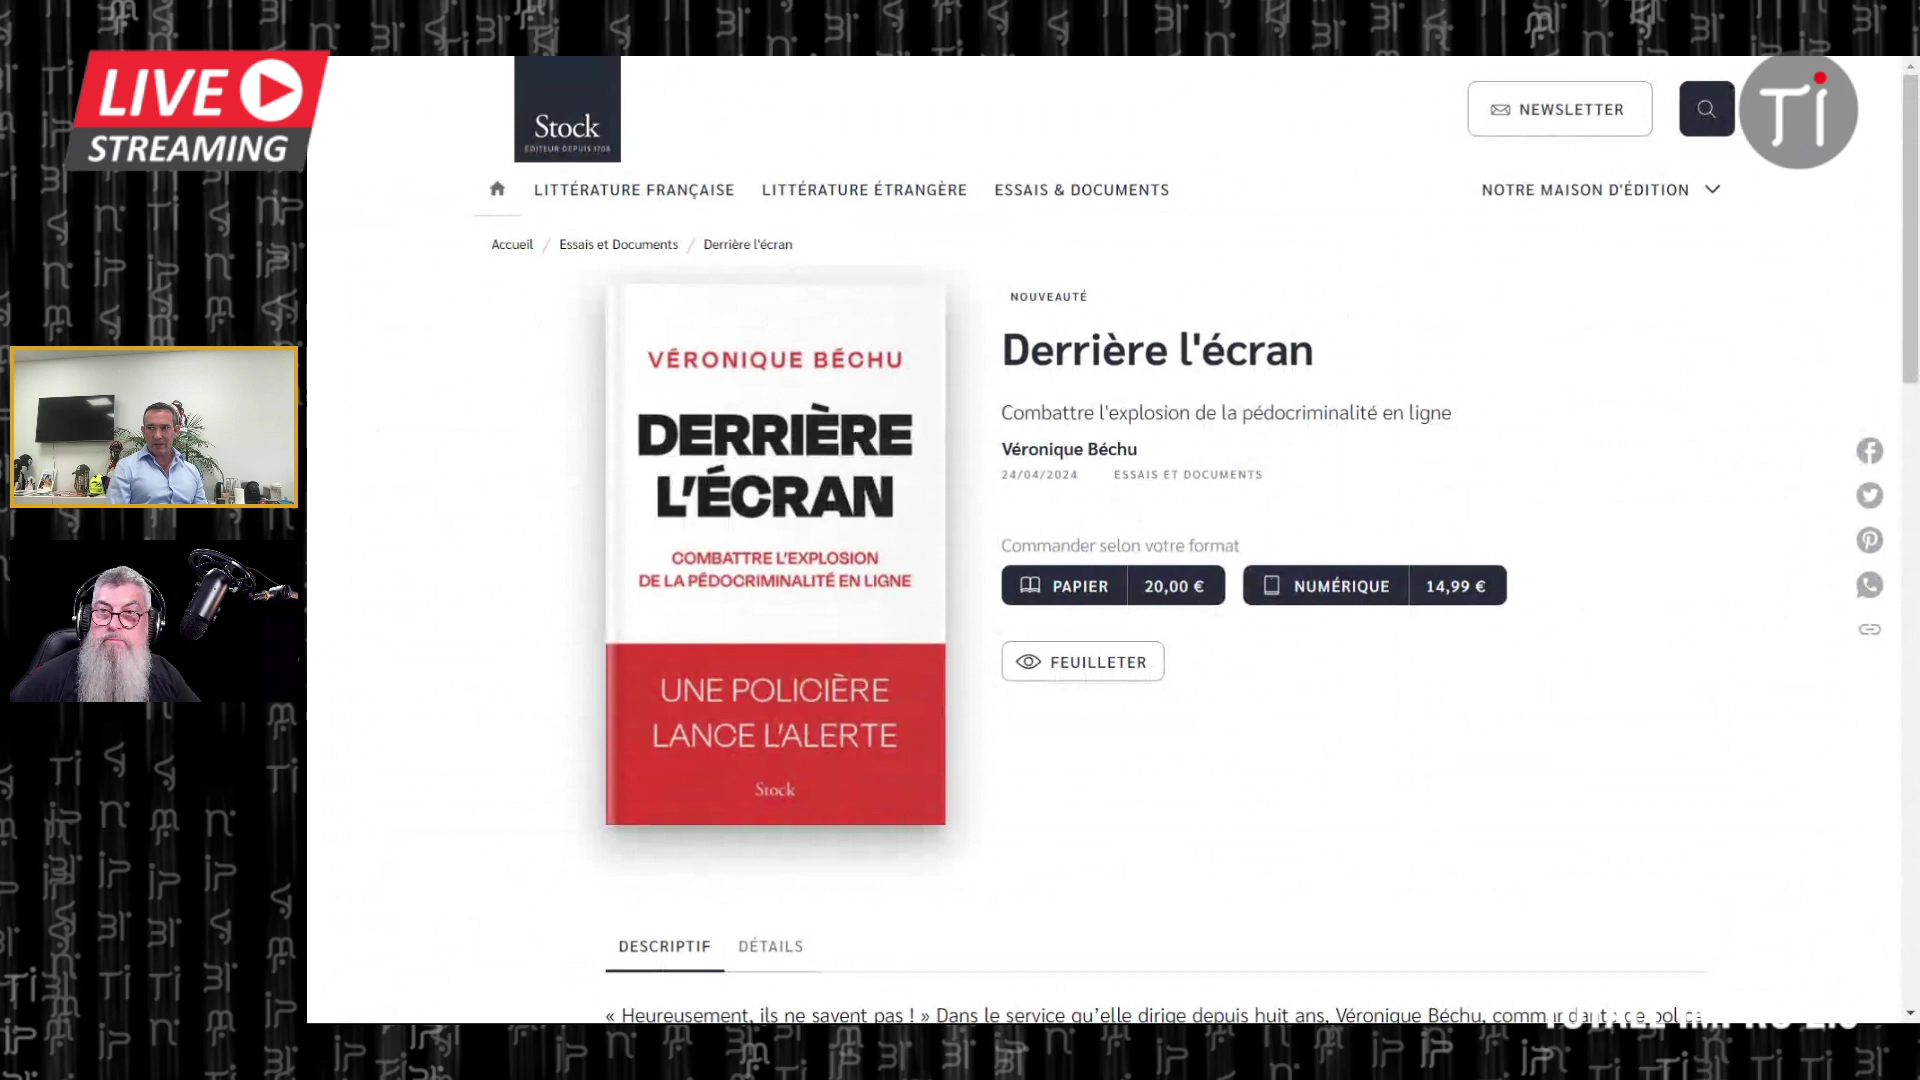 LIVE
STREAMING
Stock
ÉDITEUR DEPUIS 1708
NEWSLETTER
Ti
LITTÉRATURE FRANÇAISE
LITTÉRATURE ÉTRANGÈRE
ESSAIS & DOCUMENTS
NOTRE MAISON D'ÉDITION
Accueil / Essais et Documents / Derrière l'écran
VÉRONIQUE BÉCHU
DERRIÈRE
L'ÉCRAN
COMBATTRE L'EXPLOSION
DE LA PÉDOCRIMINALITÉ EN LIGNE
UNE POLICIÈRE
LANCE L'ALERTE
Stock
NOUVEAUTÉ
Derrière l'écran
Combattre l'explosion de la pédocriminalité en ligne
Véronique Béchu
24/04/2024 ESSAIS ET DOCUMENTS
Commander selon votre format
PAPIER 20,00 €
NUMÉRIQUE 14,99 €
FEUILLETER
DESCRIPTIF
DÉTAILS
« Heureusement, ils ne savent pas ! » Dans le service qu'elle dirige depuis huit ans, Véronique Béchu,